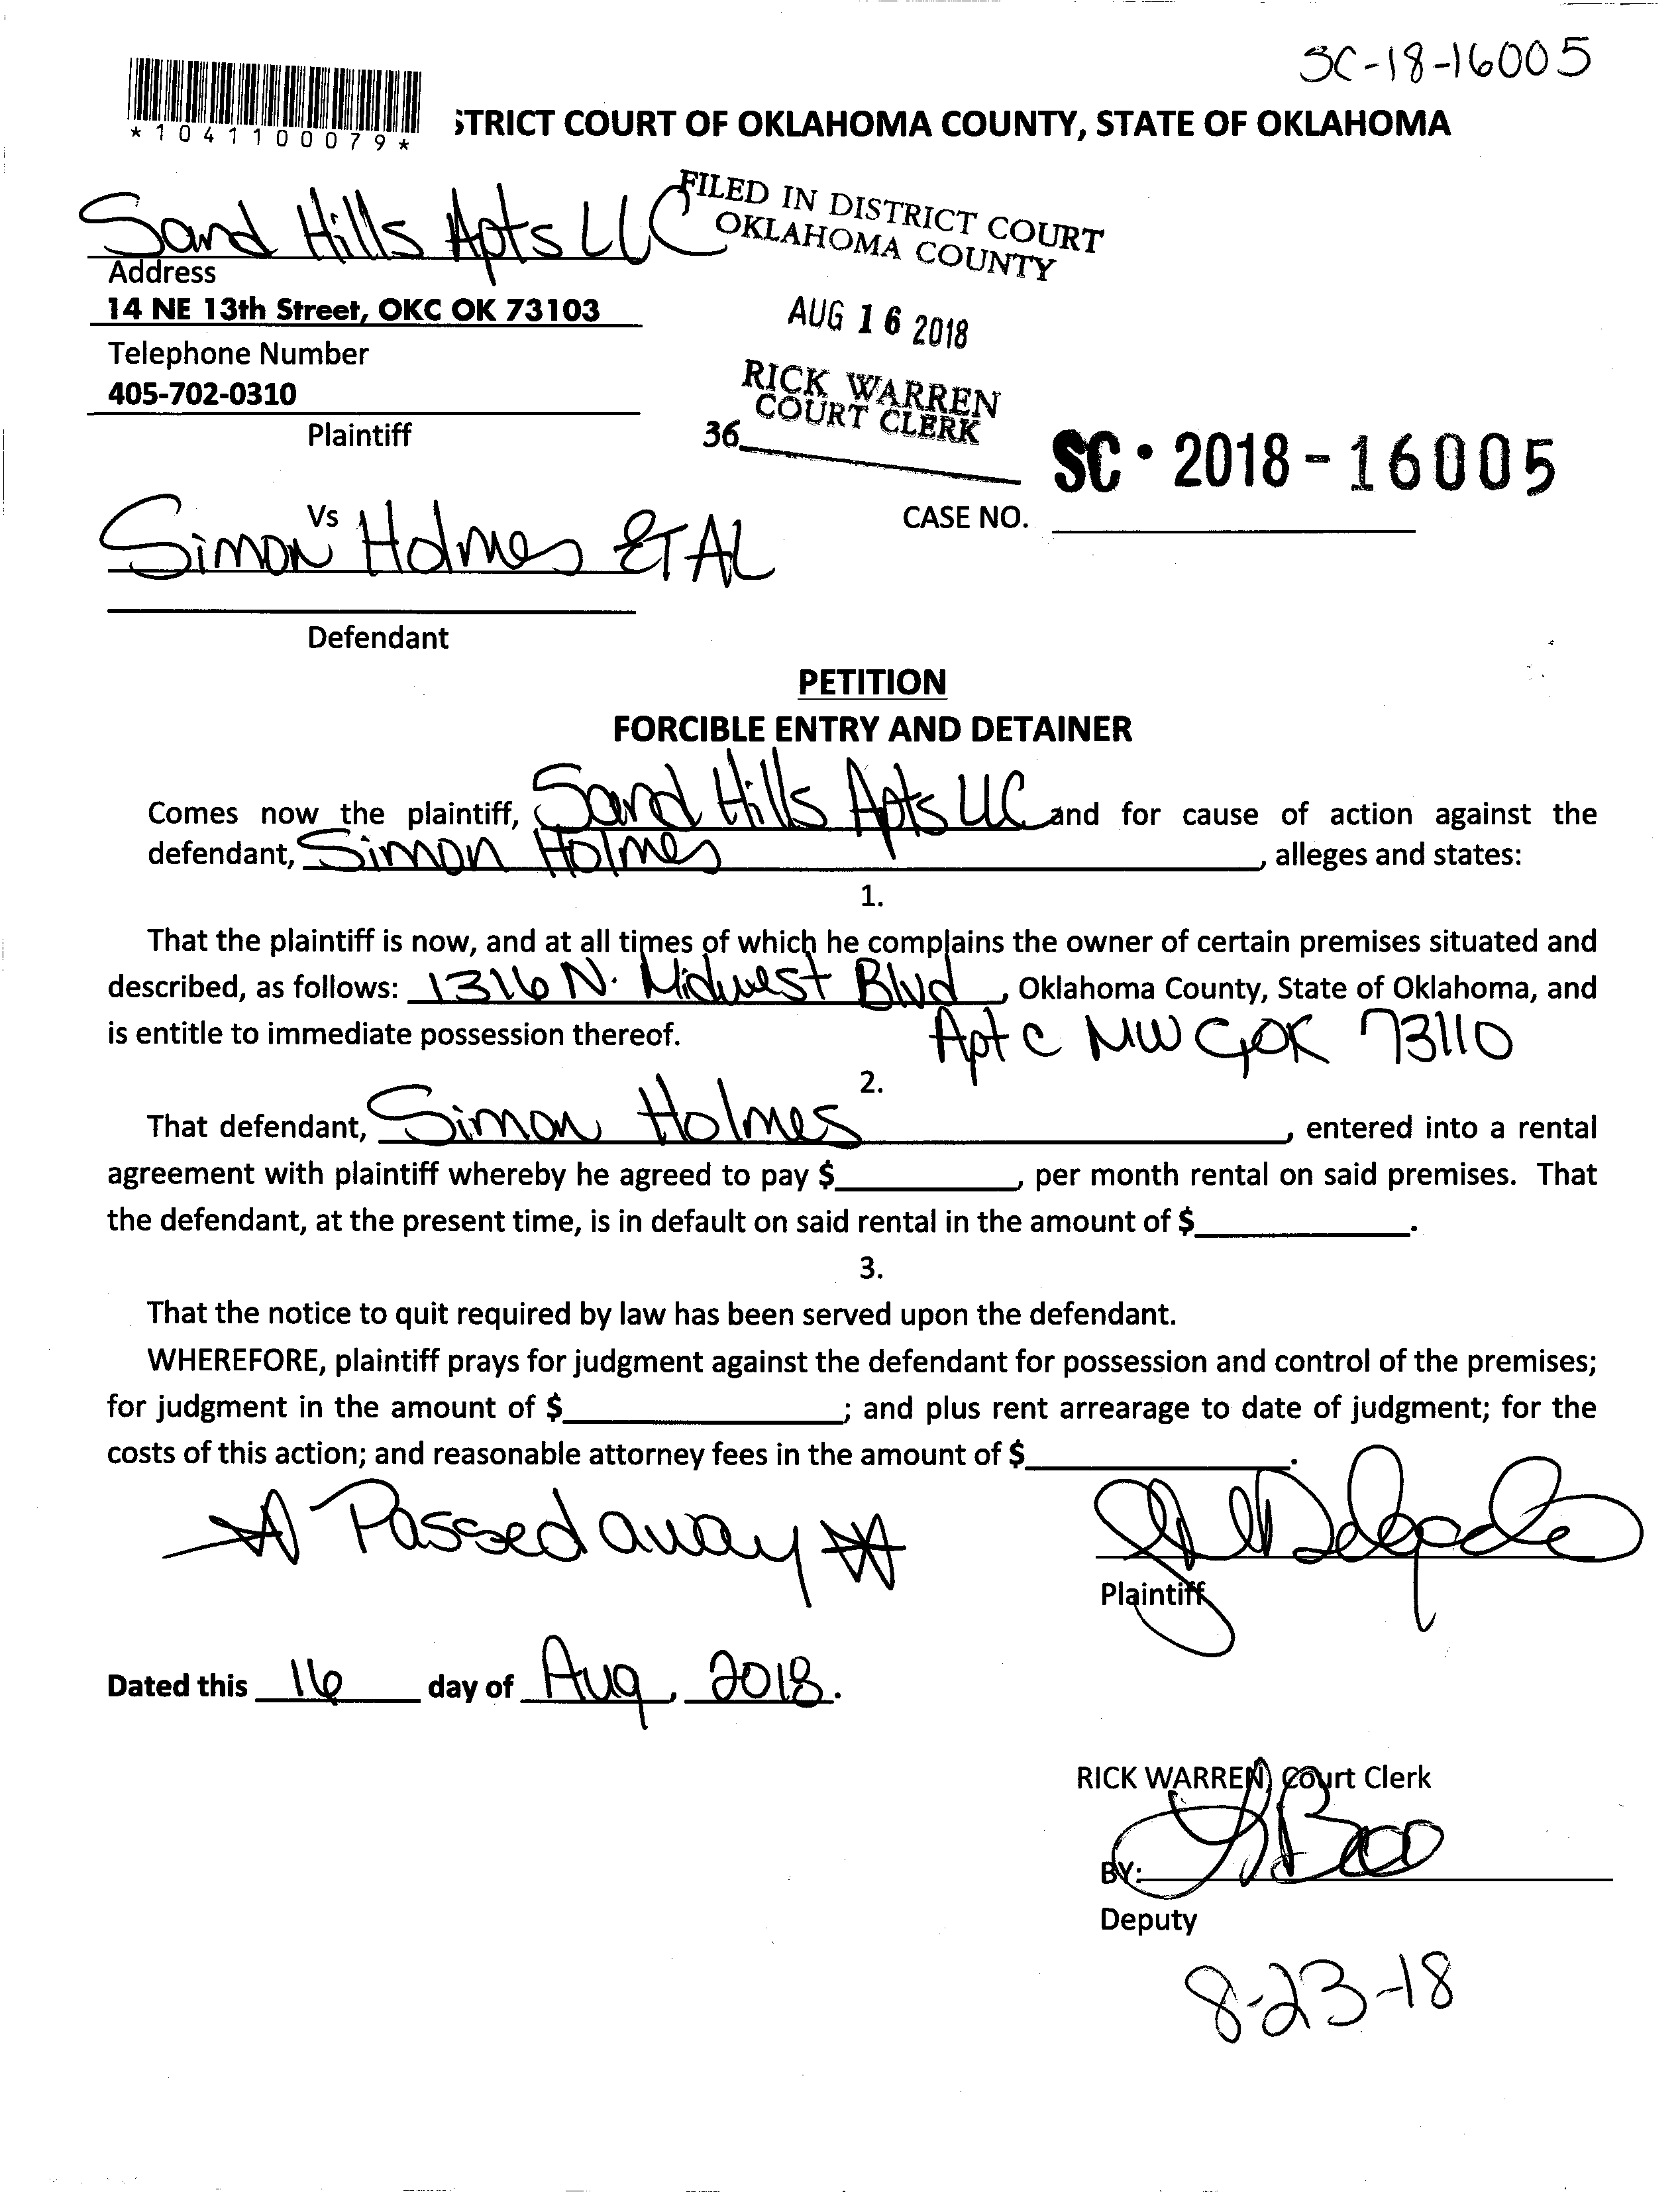 SC-18-16005
*1041100079*
STRICT COURT OF OKLAHOMA COUNTY, STATE OF OKLAHOMA
Sand Hills Apts LLC
FILED IN DISTRICT COURT
OKLAHOMA COUNTY
Address
14 NE 13th Street, OKC OK 73103
AUG 16 2018
Telephone Number
405-702-0310
RICK WARREN
COURT CLERK
Plaintiff
36
SC • 2018-16005
Vs
CASE NO.
Simon Holmes ET AL
Defendant
PETITION
FORCIBLE ENTRY AND DETAINER
Comes now the plaintiff, Sand Hills Apts LLC and for cause of action against the
defendant, Simon Holmes, alleges and states:
1.
That the plaintiff is now, and at all times of which he complains the owner of certain premises situated and
described, as follows: 1316 N. Midwest Blvd, Oklahoma County, State of Oklahoma, and
is entitle to immediate possession thereof. Apt C MWC, OK 73110
2.
That defendant, Simon Holmes, entered into a rental
agreement with plaintiff whereby he agreed to pay $__________, per month rental on said premises. That
the defendant, at the present time, is in default on said rental in the amount of $__________.
3.
That the notice to quit required by law has been served upon the defendant.
WHEREFORE, plaintiff prays for judgment against the defendant for possession and control of the premises;
for judgment in the amount of $__________; and plus rent arrearage to date of judgment; for the
costs of this action; and reasonable attorney fees in the amount of $__________.
Passed away
Delgado
Plaintiff
Dated this 16 day of Aug, 2018.
RICK WARREN, Court Clerk
BY:
Deputy
8-23-18